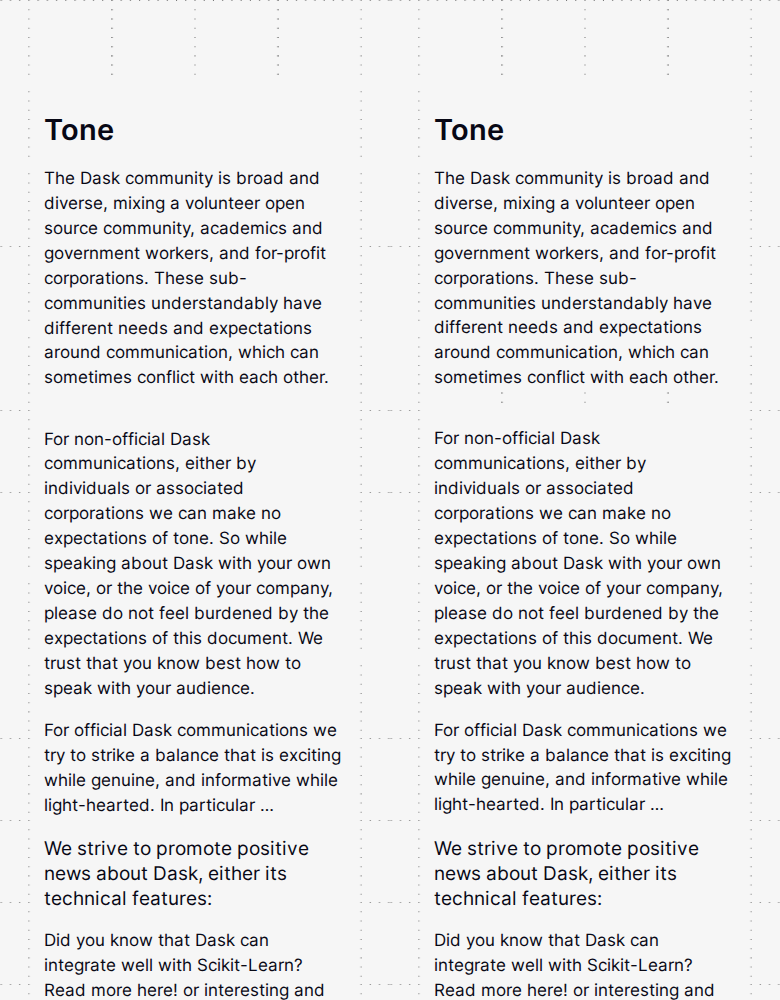 Tone
The Dask community is broad and
diverse, mixing a volunteer open
source community, academics and
government workers, and for-profit
corporations. These sub-
communities understandably have
different needs and expectations
around communication, which can
sometimes conflict with each other.
For non-official Dask
communications, either by
individuals or associated
corporations we can make no
expectations of tone. So while
speaking about Dask with your own
voice, or the voice of your company,
please do not feel burdened by the
expectations of this document. We
trust that you know best how to
speak with your audience.
For official Dask communications we
try to strike a balance that is exciting
while genuine, and informative while
light-hearted. In particular ...
We strive to promote positive
news about Dask, either its
technical features:
Did you know that Dask can
integrate well with Scikit-Learn?
Read more here! or interesting and
Tone
The Dask community is broad and
diverse, mixing a volunteer open
source community, academics and
government workers, and for-profit
corporations. These sub-
communities understandably have
different needs and expectations
around communication, which can
sometimes conflict with each other.
For non-official Dask
communications, either by
individuals or associated
corporations we can make no
expectations of tone. So while
speaking about Dask with your own
voice, or the voice of your company,
please do not feel burdened by the
expectations of this document. We
trust that you know best how to
speak with your audience.
For official Dask communications we
try to strike a balance that is exciting
while genuine, and informative while
light-hearted. In particular ...
We strive to promote positive
news about Dask, either its
technical features:
Did you know that Dask can
integrate well with Scikit-Learn?
Read more here! or interesting and